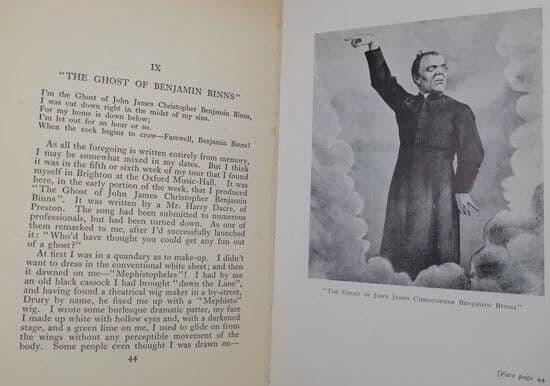 IX
"THE GHOST OF BENJAMIN BINNS"
I'm the Ghost of John James Christopher Benjamin Binns,
I was cut down right in the midst of my sins.
For my home is down below;
I'm let out for an hour or so.
When the cock begins to crow—Farewell, Benjamin Binns!
As all the foregoing is written entirely from memory,
I may be somewhat mixed in my dates. But I think
it was in the fifth or sixth week of my tour that I found
myself in Brighton at the Oxford Music-Hall. It was
here, in the early portion of the week, that I produced
"The Ghost of John James Christopher Benjamin
Binns". It was written by a Mr. Harry Dacre, of
Preston. The song had been submitted to numerous
professionals, but had been turned down. As one of
them remarked to me, after I'd successfully launched
it: "Who'd have thought you could get any fun out
of a ghost?"
At first I was in a quandary as to make-up. I didn't
want to dress in the conventional white sheet; and then
it dawned on me—"Mephistopheles"! I had by me
an old black cassock I had brought "down the Lane",
and having found a theatrical wig maker in a by-street,
Drury by name, he fixed me up with a "Mephisto"
wig. I wrote some burlesque dramatic patter, my face
I made up white with hollow eyes and, with a darkened
stage, and a green lime on me, I used to glide on from
the wings without any perceptible movement of the
body. Some people even thought I was drawn on—
44
"THE GHOST OF JOHN JAMES CHRISTOPHER BENJAMIN BINNS"
[Face page 44